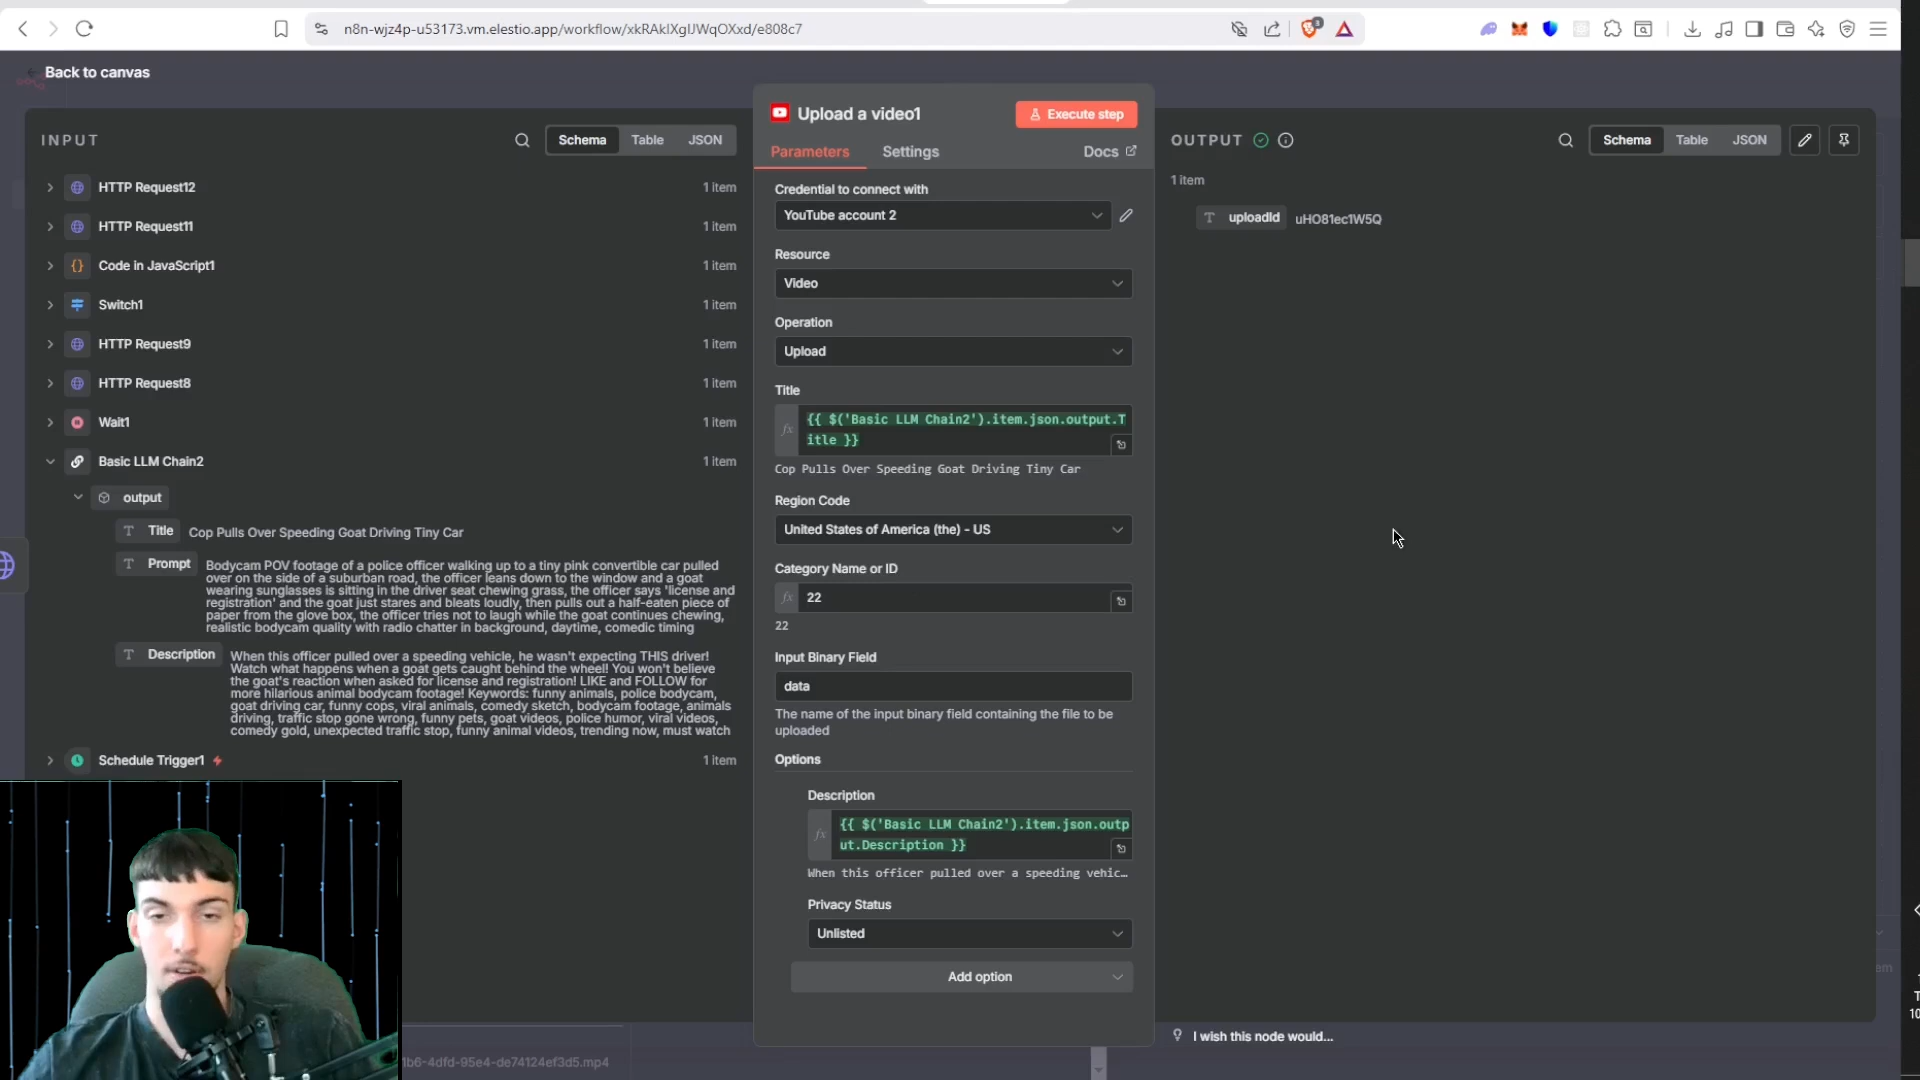 n8n-wjz4p-u53173.vm.elestio.app/workflow/xkRAkIXgIJWqOXxd/e808c7
Back to canvas
INPUT
Schema
Table
JSON
HTTP Request12
1 item
HTTP Request11
1 item
Code in JavaScript1
1 item
Switch1
1 item
HTTP Request9
1 item
HTTP Request8
1 item
Wait1
1 item
Basic LLM Chain2
1 item
output
Title
Cop Pulls Over Speeding Goat Driving Tiny Car
Prompt
Bodycam POV footage of a police officer walking up to a tiny pink convertible car pulled
over on the side of a suburban road, the officer leans down to the window and a goat
wearing sunglasses is sitting in the driver seat chewing grass, the officer says 'license and
registration' and the goat just stares and bleats loudly, then pulls out a half-eaten piece of
paper from the glove box, the officer tries not to laugh while the goat continues chewing,
realistic bodycam quality with radio chatter in background, daytime, comedic timing
Description
When this officer pulled over a speeding vehicle, he wasn't expecting THIS driver!
Watch what happens when a goat gets caught behind the wheel! You won't believe
the goat's reaction when asked for license and registration! LIKE and FOLLOW for
more hilarious animal bodycam footage! Keywords: funny animals, police bodycam,
goat driving car, funny cops, viral animals, comedy sketch, bodycam footage, animals
driving, traffic stop gone wrong, funny pets, goat videos, police humor, viral videos,
comedy gold, unexpected traffic stop, funny animal videos, trending now, must watch
Schedule Trigger1
1 item
Upload a video1
Execute step
Parameters
Settings
Docs
Credential to connect with
YouTube account 2
Resource
Video
Operation
Upload
Title
fx
{{ $('Basic LLM Chain2').item.json.output.T
itle }}
Cop Pulls Over Speeding Goat Driving Tiny Car
Region Code
United States of America (the) - US
Category Name or ID
fx
22
22
Input Binary Field
data
The name of the input binary field containing the file to be
uploaded
Options
Description
fx
{{ $('Basic LLM Chain2').item.json.outp
ut.Description }}
When this officer pulled over a speeding vehic…
Privacy Status
Unlisted
Add option
OUTPUT
Schema
Table
JSON
1 item
uploadId
uHO81ec1W5Q
I wish this node would...
1b6-4dfd-95e4-de74124ef3d5.mp4